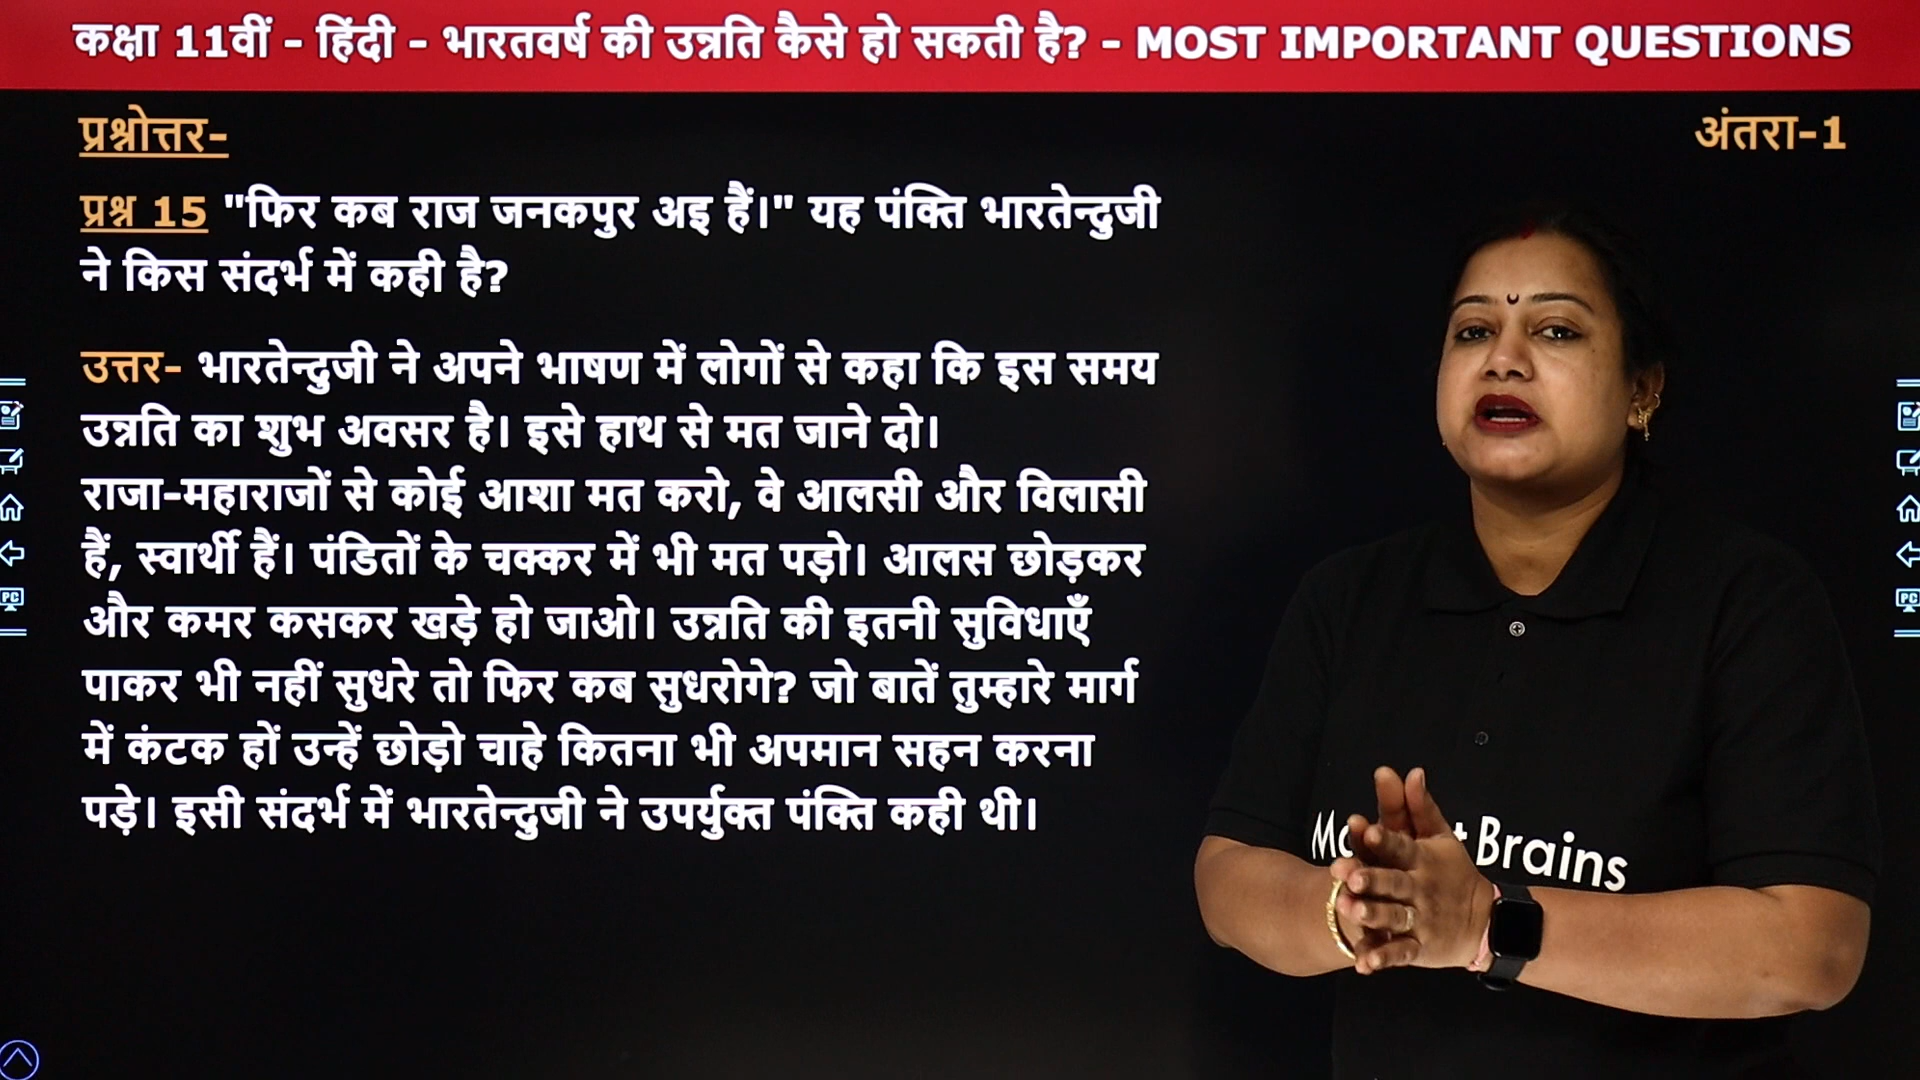 कक्षा 11वीं - हिंदी - भारतवर्ष की उन्नति कैसे हो सकती है? - MOST IMPORTANT QUESTIONS
प्रश्नोत्तर-
अंतरा-1
प्रश्न 15 "फिर कब राज जनकपुर अइ हैं।" यह पंक्ति भारतेन्दुजी
ने किस संदर्भ में कही है?
उत्तर- भारतेन्दुजी ने अपने भाषण में लोगों से कहा कि इस समय
उन्नति का शुभ अवसर है। इसे हाथ से मत जाने दो।
राजा-महाराजों से कोई आशा मत करो, वे आलसी और विलासी
हैं, स्वार्थी हैं। पंडितों के चक्कर में भी मत पड़ो। आलस छोड़कर
और कमर कसकर खड़े हो जाओ। उन्नति की इतनी सुविधाएँ
पाकर भी नहीं सुधरे तो फिर कब सुधरोगे? जो बातें तुम्हारे मार्ग
में कंटक हों उन्हें छोड़ो चाहे कितना भी अपमान सहन करना
पड़े। इसी संदर्भ में भारतेन्दुजी ने उपर्युक्त पंक्ति कही थी।
Brains
PC
PC